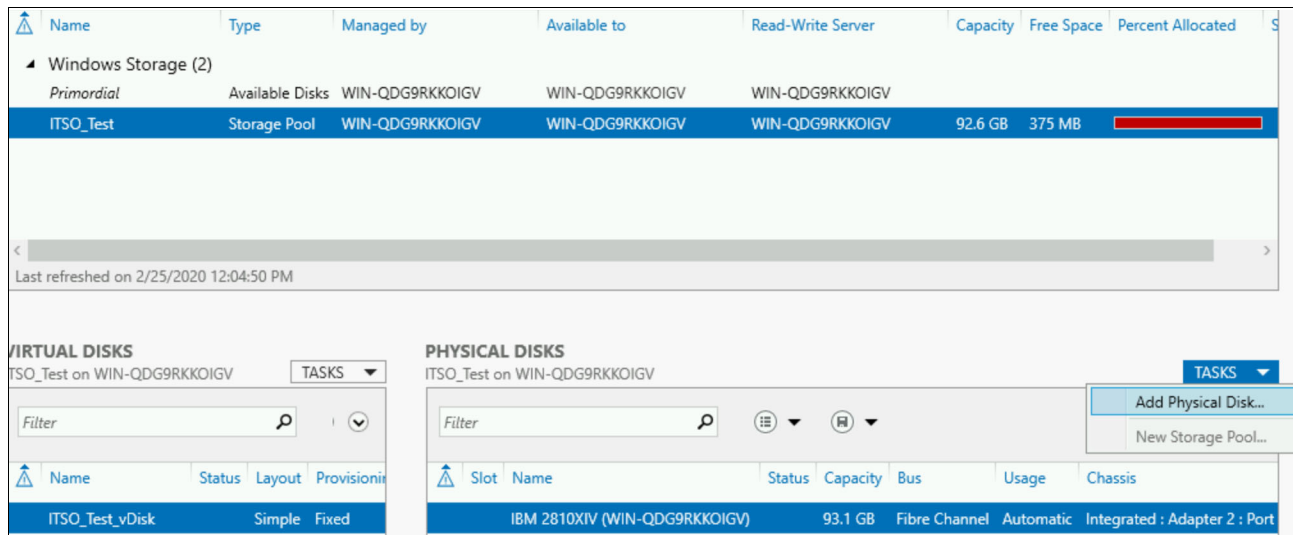 Name Type Managed by Available to Read-Write Server Capacity Free Space Percent Allocated S
Windows Storage (2)
Primordial Available Disks WIN-QDG9RKKOIGV WIN-QDG9RKKOIGV WIN-QDG9RKKOIGV
ITSO_Test Storage Pool WIN-QDG9RKKOIGV WIN-QDG9RKKOIGV WIN-QDG9RKKOIGV 92.6 GB 375 MB
Last refreshed on 2/25/2020 12:04:50 PM
VIRTUAL DISKS
TSO_Test on WIN-QDG9RKKOIGV TASKS
Filter
Name Status Layout Provisionin
ITSO_Test_vDisk Simple Fixed
PHYSICAL DISKS
ITSO_Test on WIN-QDG9RKKOIGV TASKS
Add Physical Disk...
New Storage Pool...
Filter
Slot Name Status Capacity Bus Usage Chassis
IBM 2810XIV (WIN-QDG9RKKOIGV) 93.1 GB Fibre Channel Automatic Integrated : Adapter 2 : Port